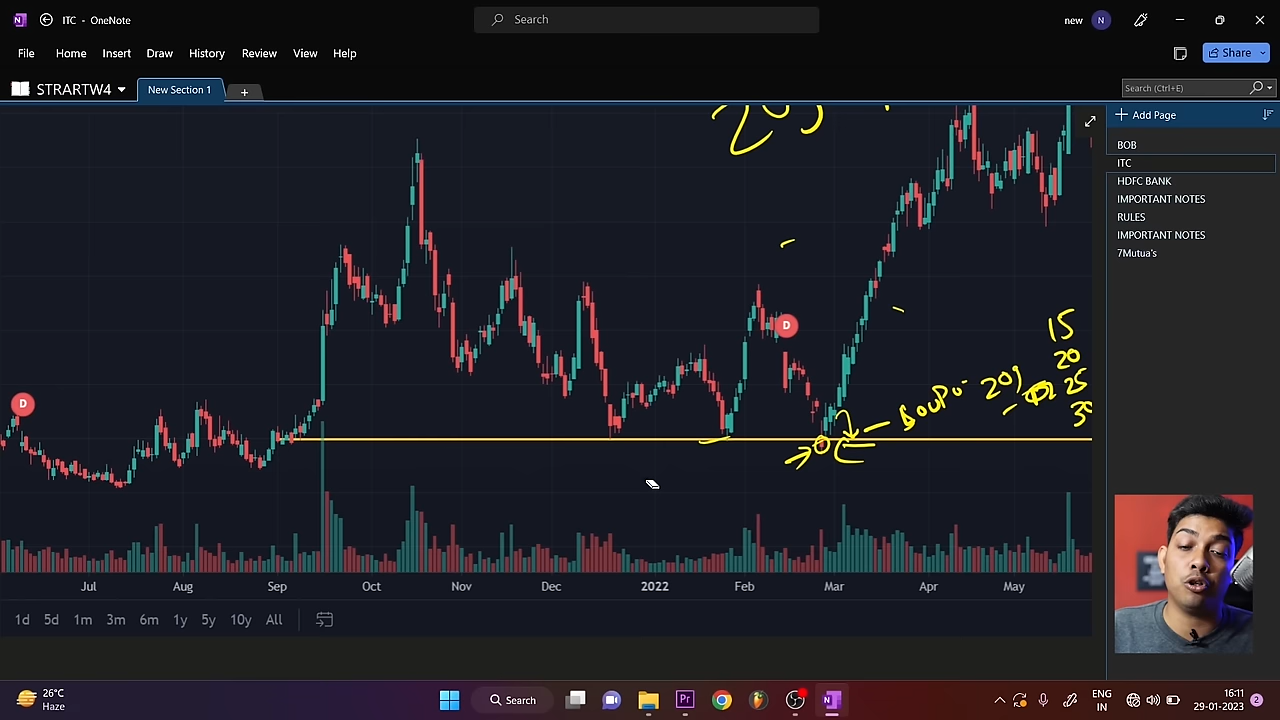 ITC - OneNote
Search
new N
File Home Insert Draw History Review View Help
Share
STRARTW4
New Section 1
+
Search (Ctrl+E)
Add Page
BOB
ITC
HDFC BANK
IMPORTANT NOTES
RULES
IMPORTANT NOTES
7Mutua's
D
D
15
20
25
209
Jul Aug Sep Oct Nov Dec 2022 Feb Mar Apr May
1d 5d 1m 3m 6m 1y 5y 10y All
26°C
Haze
Search
Pr
ENG
IN
16:11
29-01-2023
2